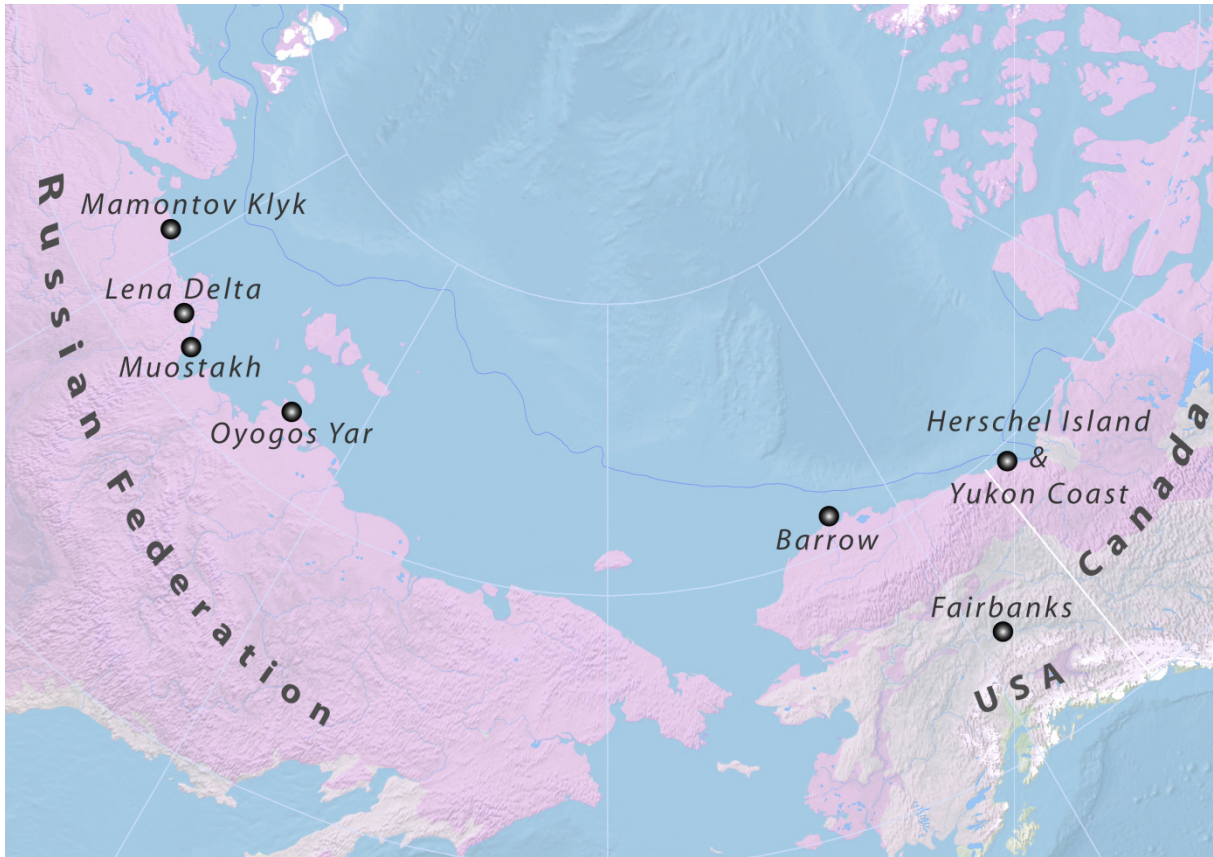 Russian Federation
Mamontov Klyk
Lena Delta
Muostakh
Oyogos Yar
Herschel Island
&
Yukon Coast
Barrow
Canada
Fairbanks
USA